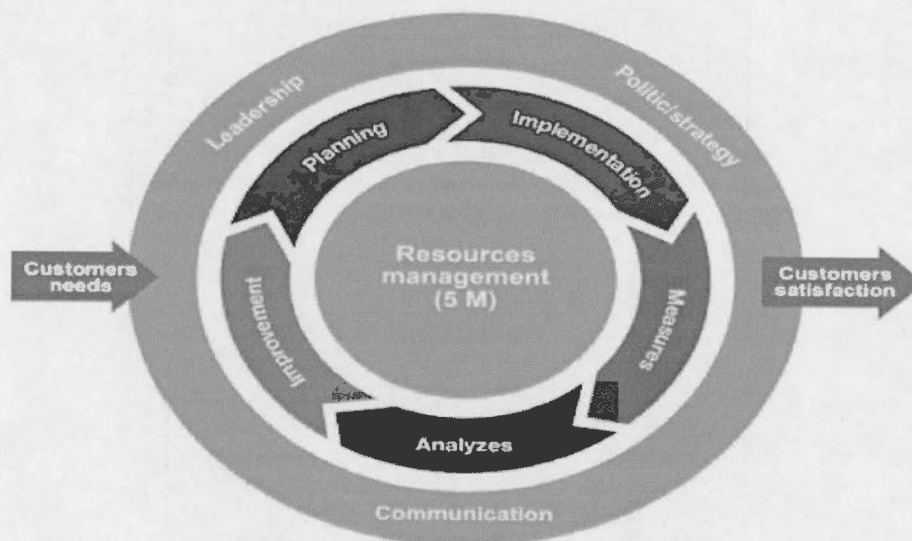 Leadership
Politic/strategy
Planning
Implementation
Customers
needs
Resources
management
(5 M)
Customers
satisfaction
Improvement
Measures
Analyzes
Communication